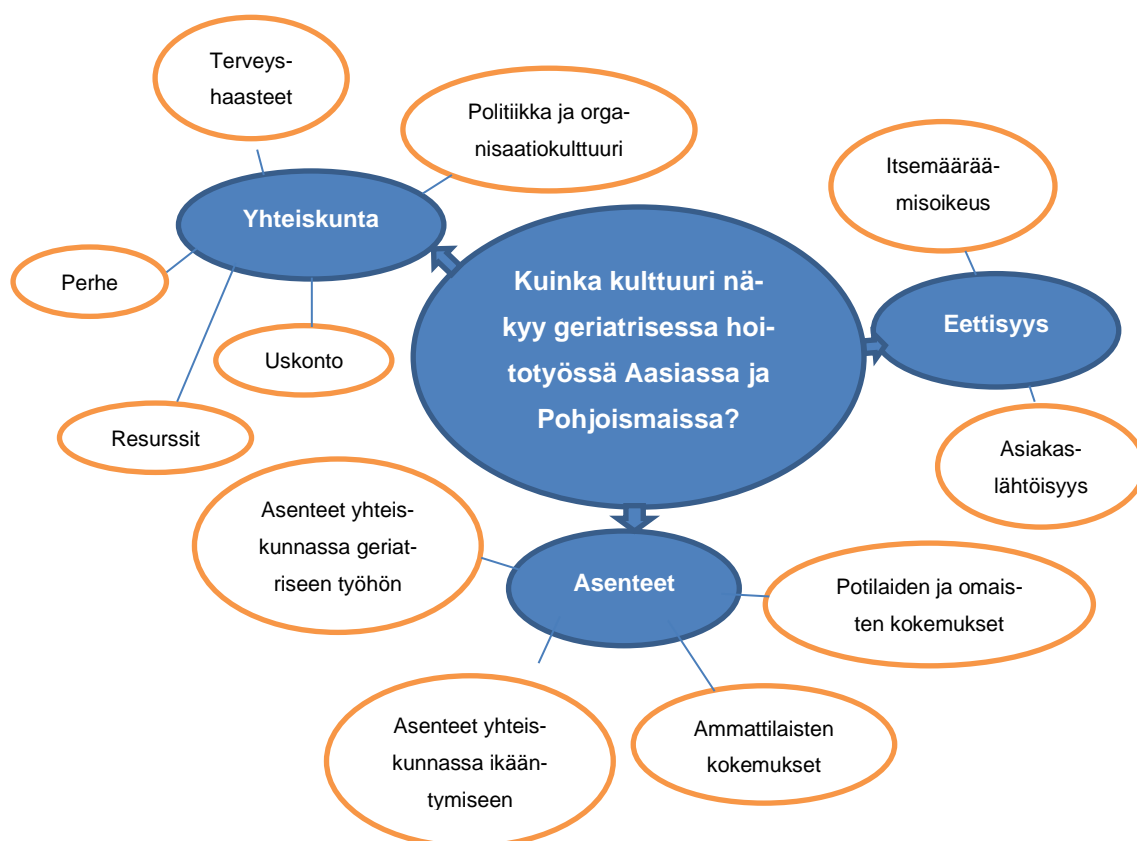 Terveys-
haasteet
Politiikka ja orga-
nisaatiokulttuuri
Yhteiskunta
Perhe
Uskonto
Resurssit
Kuinka kulttuuri nä-
kyy geriatrisessa hoi-
totyössä Aasiassa ja
Pohjoismaissa?
Itsemäärää-
misoikeus
Eettisyys
Asiakas-
lähtöisyys
Asenteet yhteis-
kunnassa geriat-
riseen työhön
Asenteet
Potilaiden ja omais-
ten kokemukset
Asenteet yhteis-
kunnassa ikään-
tymiseen
Ammattilaisten
kokemukset